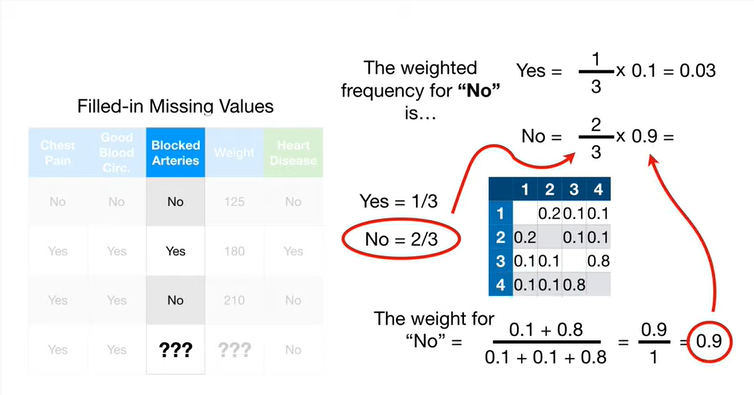 The weighted
frequency for "No"
is...
Yes = 1/3 x 0.1 = 0.03
No = 2/3 x 0.9 =
Filled-in Missing Values
Chest Pain Good Blood Circ. Blocked Arteries Weight Heart Disease
No No No 125 No
Yes Yes Yes 180 Yes
Yes Yes No 210 No
Yes Yes ??? ??? No
Yes = 1/3
No = 2/3
1 2 3 4
1 0.2 0.1 0.1
2 0.2 0.1 0.1
3 0.1 0.1 0.8
4 0.1 0.1 0.8
The weight for
"No" = 0.1 + 0.8 / 0.1 + 0.1 + 0.8 = 0.9 / 1 = 0.9